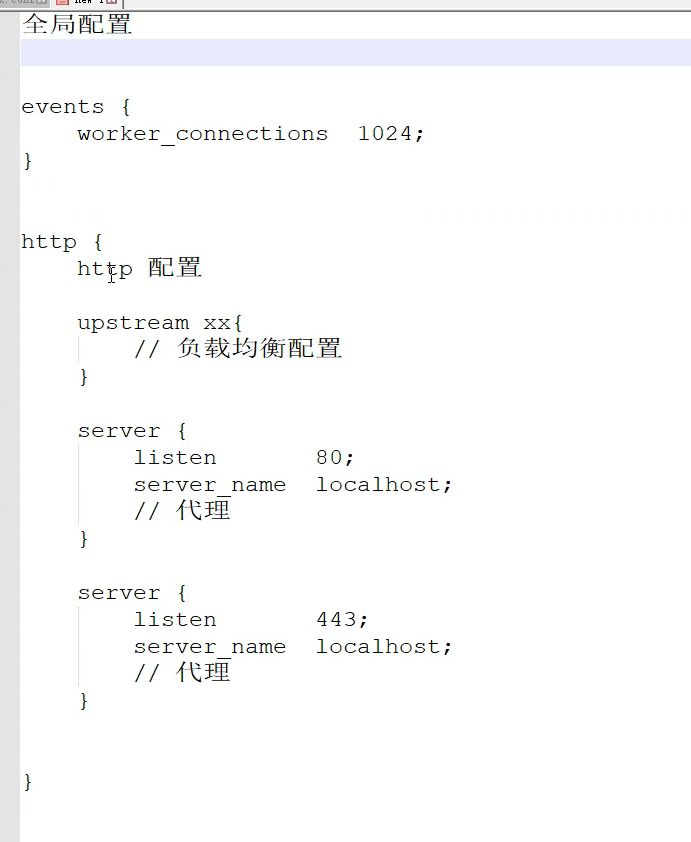 全局配置
events {
worker_connections 1024;
}
http {
http 配置
upstream xx{
// 负载均衡配置
}
server {
listen 80;
server_name localhost;
// 代理
}
server {
listen 443;
server_name localhost;
// 代理
}
}